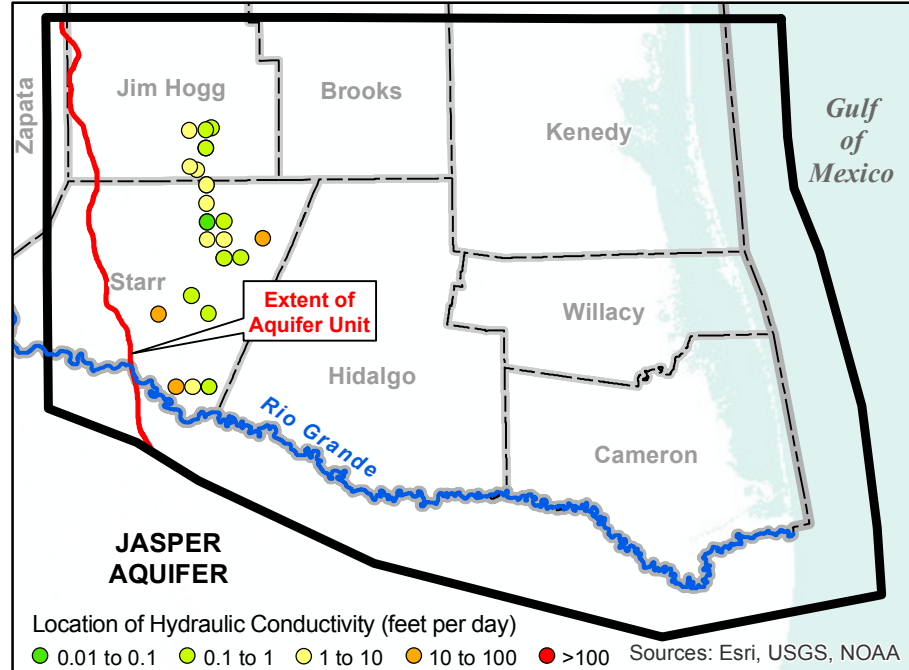 Zapata
Jim Hogg
Brooks
Kenedy
Gulf
of
Mexico
Starr
Extent of
Aquifer Unit
Willacy
Hidalgo
Rio Grande
Cameron
JASPER
AQUIFER
Location of Hydraulic Conductivity (feet per day)
0.01 to 0.1 0.1 to 1 1 to 10 10 to 100 >100 Sources: Esri, USGS, NOAA